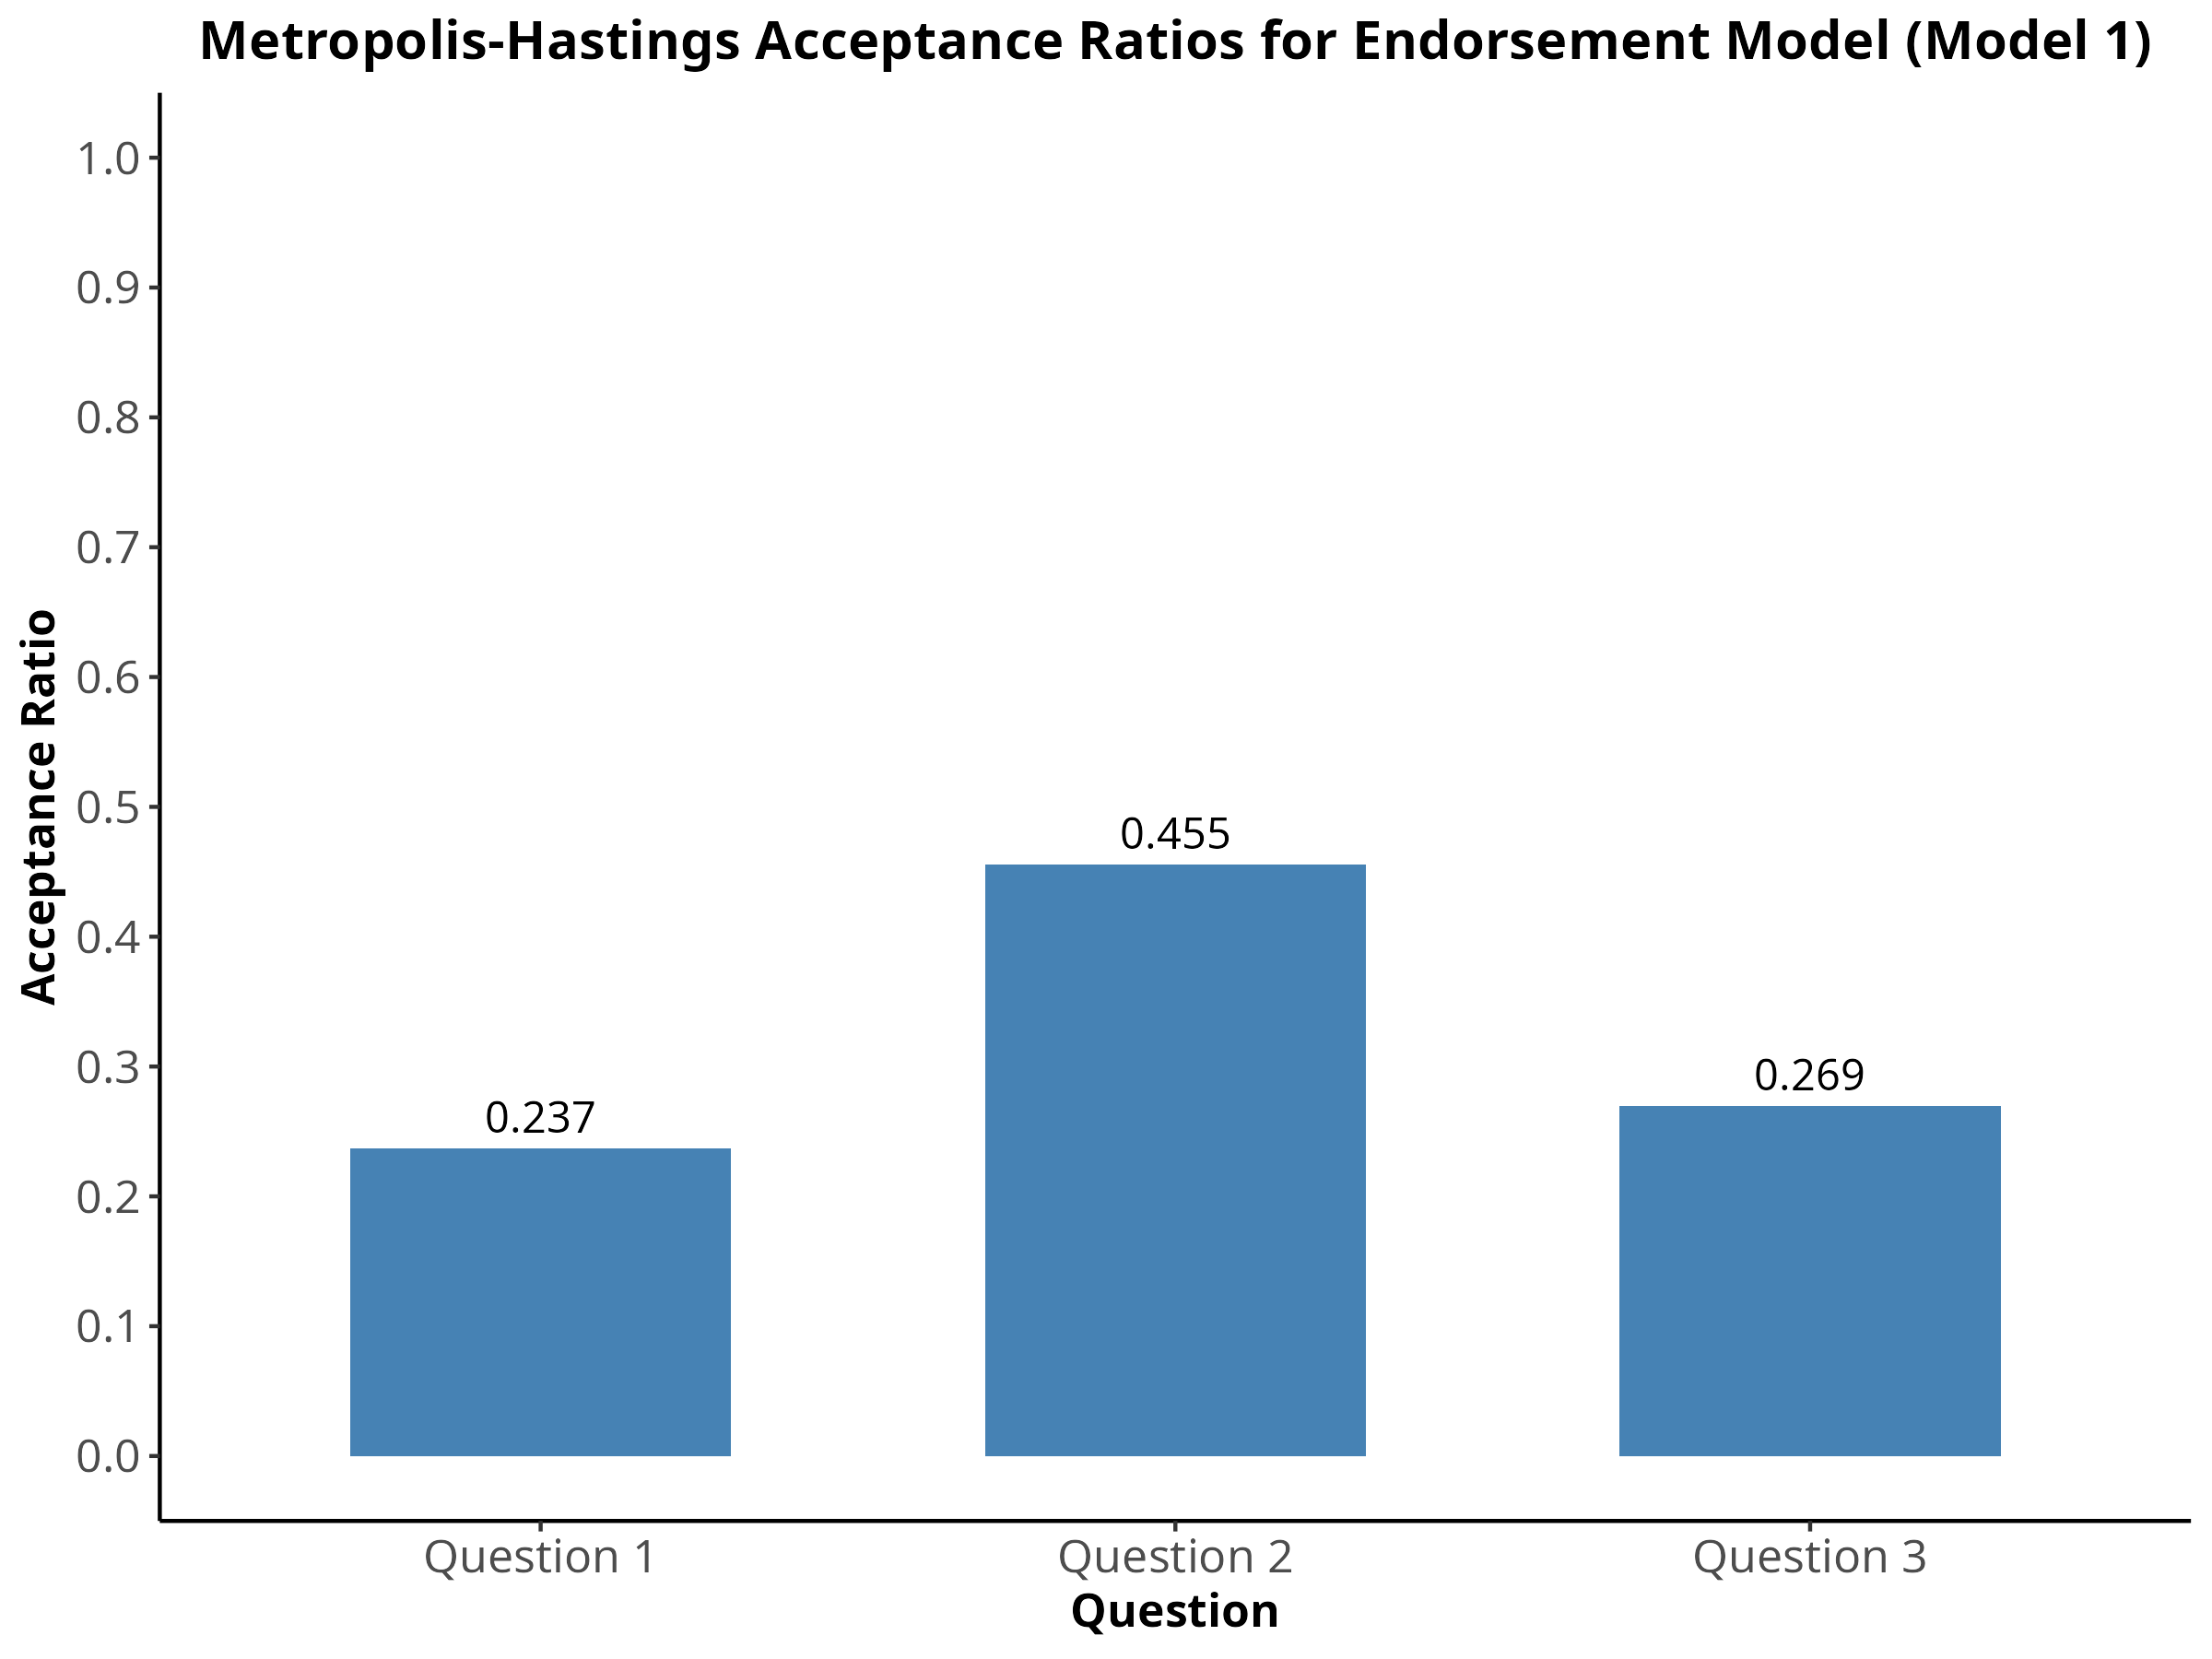 Metropolis-Hastings Acceptance Ratios for Endorsement Model (Model 1)
Acceptance Ratio
1.0
0.9
0.8
0.7
0.6
0.5
0.4
0.3
0.2
0.1
0.0
0.237
0.455
0.269
Question 1
Question 2
Question 3
Question